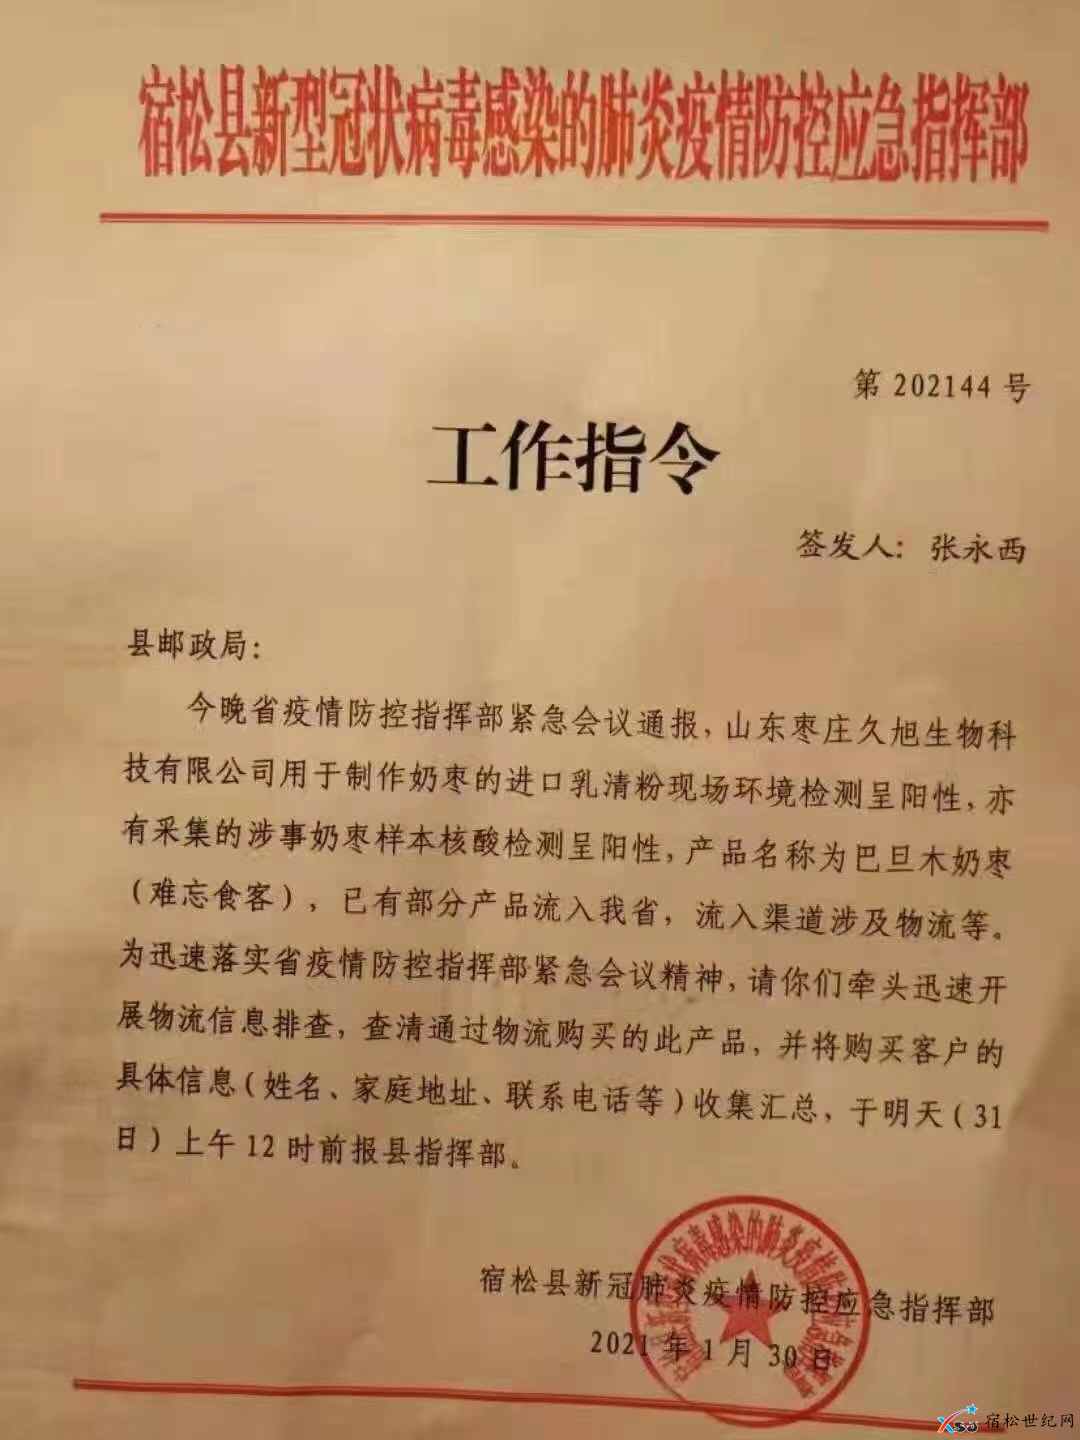 宿松县新型冠状病毒感染的肺炎疫情防控应急指挥部
第 202144 号
工作指令
签发人：张永西
县邮政局：
今晚省疫情防控指挥部紧急会议通报，山东枣庄久旭生物科
技有限公司用于制作奶枣的进口乳清粉现场环境检测呈阳性，亦
有采集的涉事奶枣样本核酸检测呈阳性，产品名称为巴旦木奶枣
（难忘食客），已有部分产品流入我省，流入渠道涉及物流等。
为迅速落实省疫情防控指挥部紧急会议精神，请你们牵头迅速开
展物流信息排查，查清通过物流购买的此产品，并将购买客户的
具体信息（姓名、家庭地址、联系电话等）收集汇总，于明天（31
日）上午12时前报县指挥部。
宿松县新冠肺炎疫情防控应急指挥部
2021 年 1 月 30 日
宿松世纪网